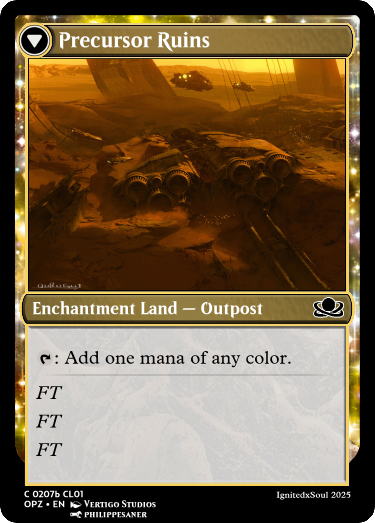 Precursor Ruins
Enchantment Land — Outpost
: Add one mana of any color.
FT
FT
FT
C 0207b CL01
OPZ • EN Vertigo Studios
philippesaner
IgnitedxSoul 2025